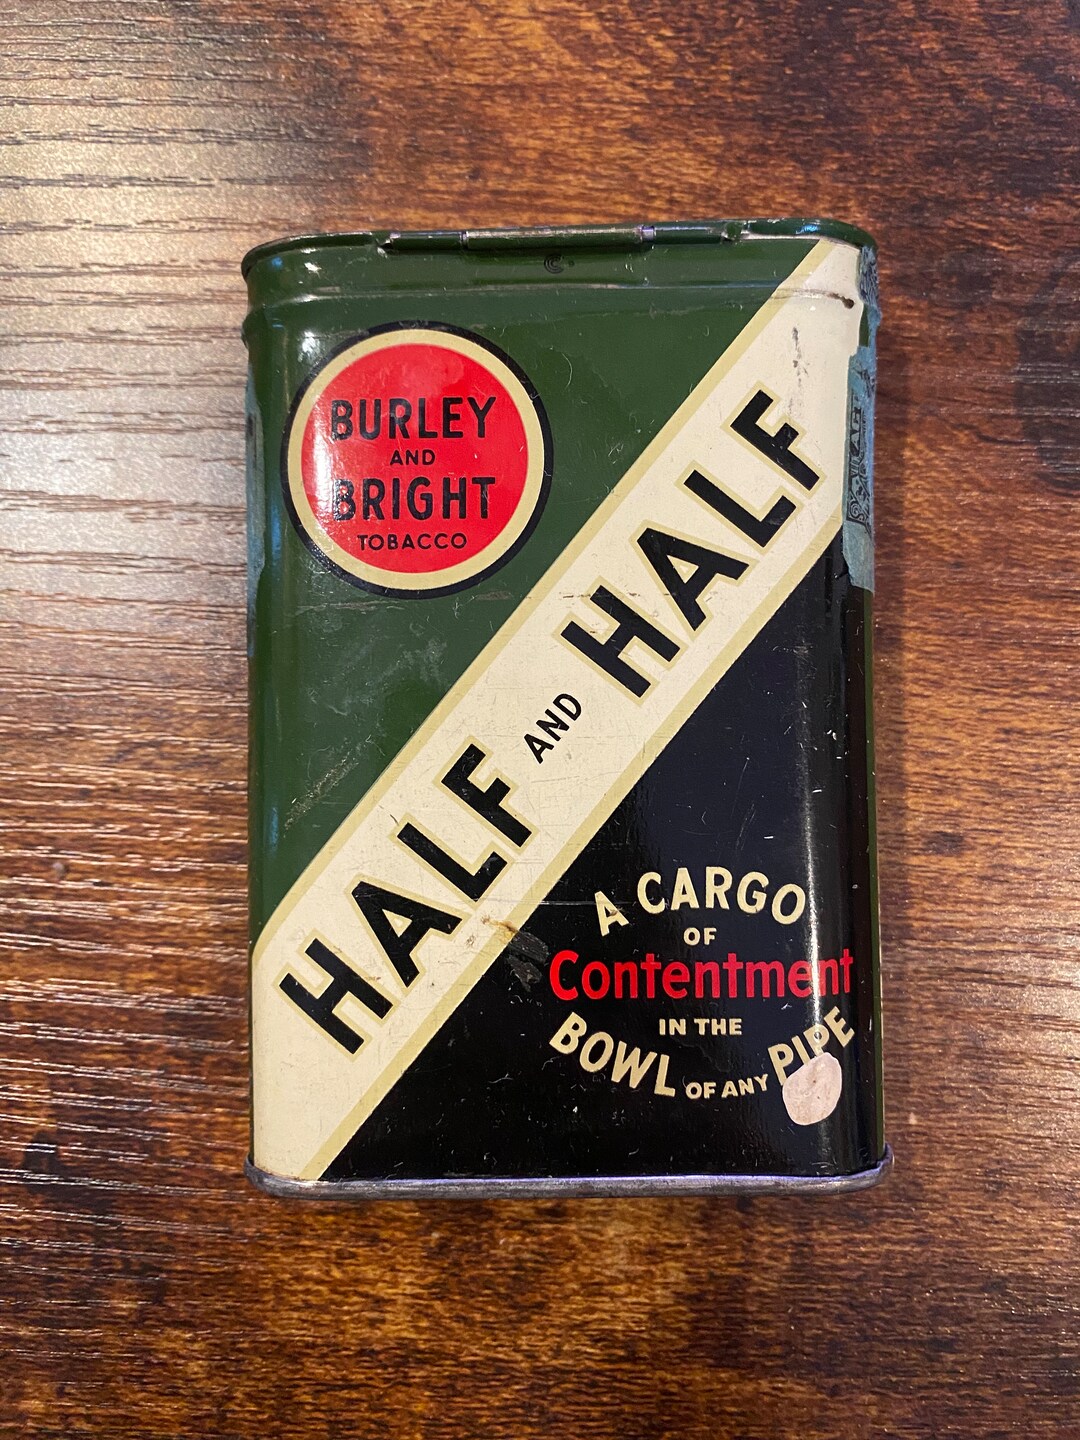 BURLEY
AND
BRIGHT
TOBACCO
HALF AND HALF
A CARGO
OF
Contentment
IN THE
BOWL OF ANY PIPE